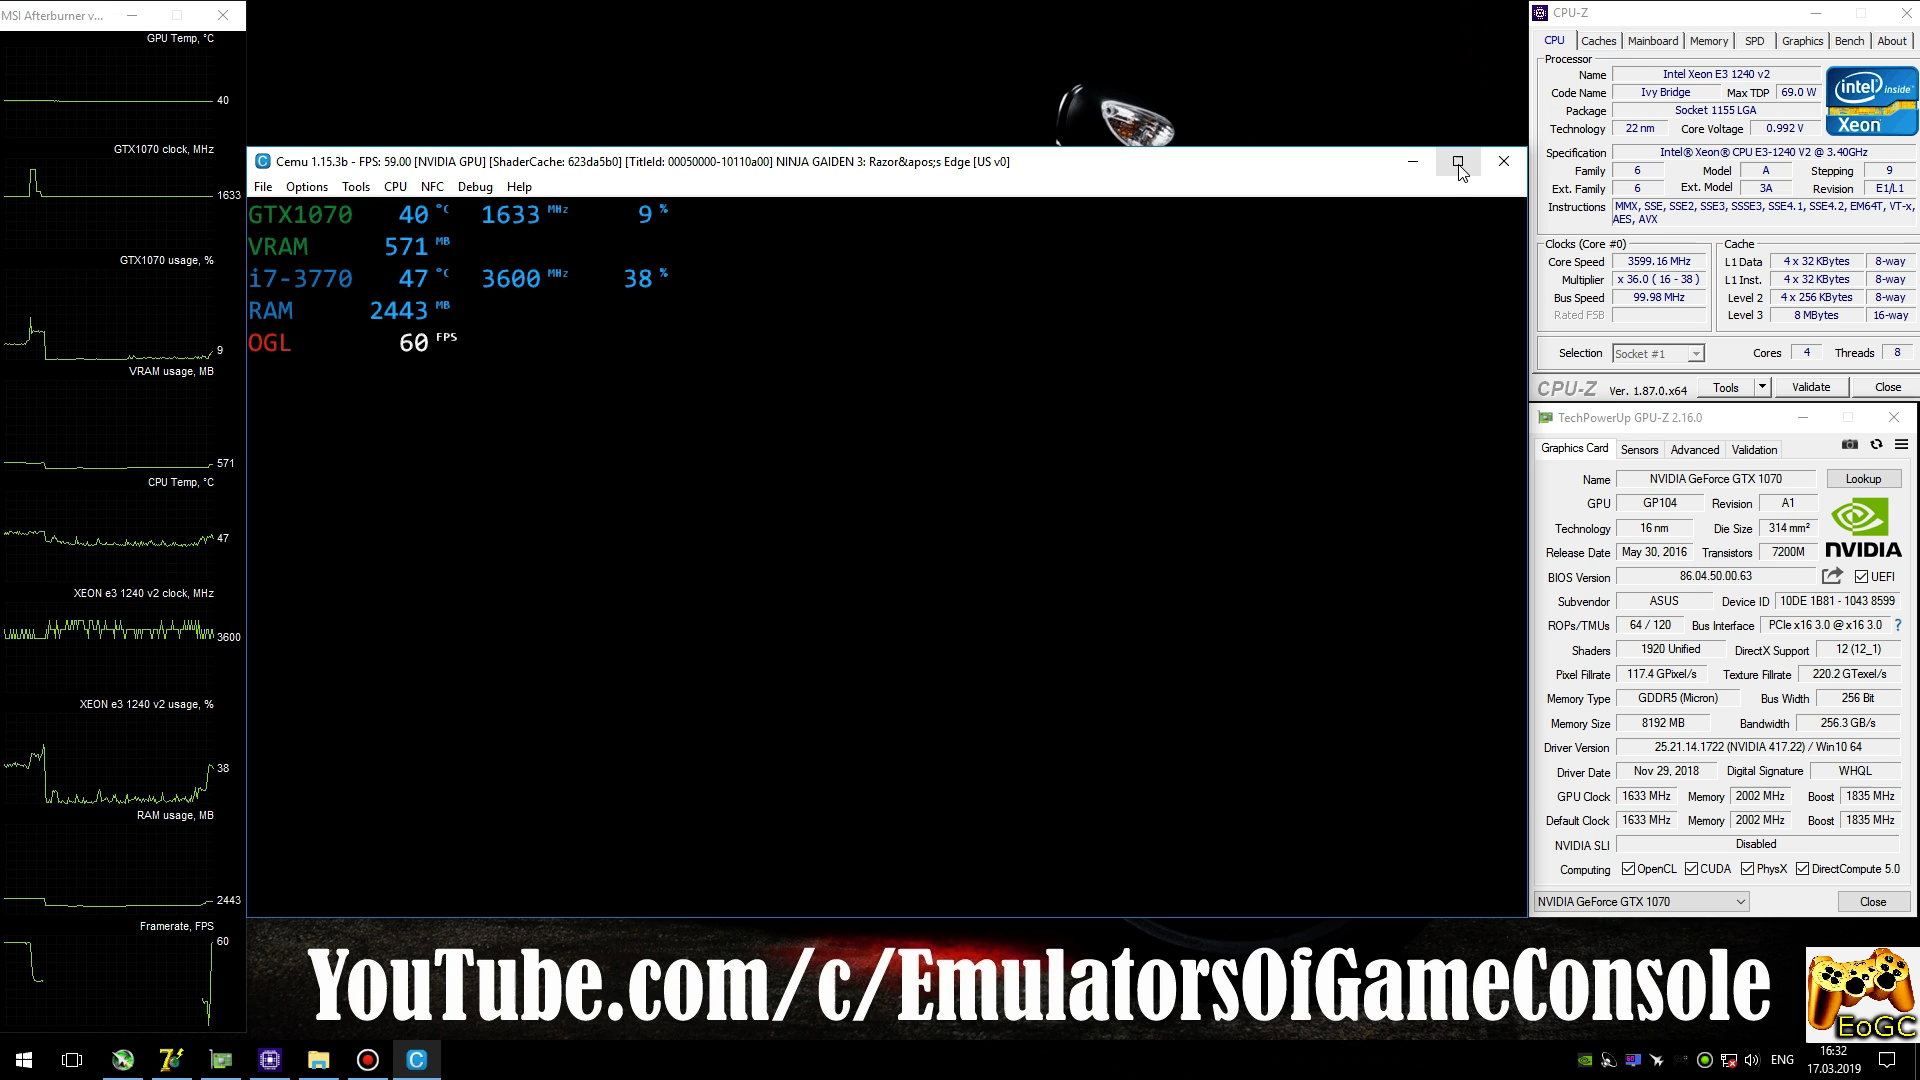 MSI Afterburner v...
GPU Temp, °C
40
GTX1070 clock, MHz
1633
GTX1070 usage, %
9
VRAM usage, MB
571
CPU Temp, °C
47
XEON e3 1240 v2 clock, MHz
3600
XEON e3 1240 v2 usage, %
38
RAM usage, MB
2443
Framerate, FPS
60
Cemu 1.15.3b - FPS: 59.00 [NVIDIA GPU] [ShaderCache: 623da5b0] [TitleId: 00050000-10110a00] NINJA GAIDEN 3: Razor&apos;s Edge [US v0]
File Options Tools CPU NFC Debug Help
GTX1070 40 °C 1633 MHz 9 %
VRAM 571 MB
i7-3770 47 °C 3600 MHz 38 %
RAM 2443 MB
OGL 60 FPS
CPU-Z
CPU Caches Mainboard Memory SPD Graphics Bench About
Processor
Name Intel Xeon E3 1240 v2
Code Name Ivy Bridge Max TDP 69.0 W
Package Socket 1155 LGA
Technology 22 nm Core Voltage 0.992 V
intel inside™
Xeon
Specification Intel® Xeon® CPU E3-1240 V2 @ 3.40GHz
Family 6 Model A Stepping 9
Ext. Family 6 Ext. Model 3A Revision E1/L1
Instructions MMX, SSE, SSE2, SSE3, SSSE3, SSE4.1, SSE4.2, EM64T, VT-x,
AES, AVX
Clocks (Core #0) Cache
Core Speed 3599.16 MHz L1 Data 4 x 32 KBytes 8-way
Multiplier x 36.0 ( 16 - 38 ) L1 Inst. 4 x 32 KBytes 8-way
Bus Speed 99.98 MHz Level 2 4 x 256 KBytes 8-way
Rated FSB Level 3 8 MBytes 16-way
Selection Socket #1 Cores 4 Threads 8
CPU-Z Ver. 1.87.0.x64 Tools Validate Close
TechPowerUp GPU-Z 2.16.0
Graphics Card Sensors Advanced Validation
Name NVIDIA GeForce GTX 1070 Lookup
GPU GP104 Revision A1
Technology 16 nm Die Size 314 mm²
Release Date May 30, 2016 Transistors 7200M
NVIDIA
BIOS Version 86.04.50.00.63 UEFI
Subvendor ASUS Device ID 10DE 1B81 - 1043 8599
ROPs/TMUs 64 / 120 Bus Interface PCIe x16 3.0 @ x16 3.0 ?
Shaders 1920 Unified DirectX Support 12 (12_1)
Pixel Fillrate 117.4 GPixel/s Texture Fillrate 220.2 GTexel/s
Memory Type GDDR5 (Micron) Bus Width 256 Bit
Memory Size 8192 MB Bandwidth 256.3 GB/s
Driver Version 25.21.14.1722 (NVIDIA 417.22) / Win10 64
Driver Date Nov 29, 2018 Digital Signature WHQL
GPU Clock 1633 MHz Memory 2002 MHz Boost 1835 MHz
Default Clock 1633 MHz Memory 2002 MHz Boost 1835 MHz
NVIDIA SLI Disabled
Computing OpenCL CUDA PhysX DirectCompute 5.0
NVIDIA GeForce GTX 1070 Close
YouTube.com/c/EmulatorsOfGameConsole
EoGC
ENG
16:32
17.03.2019